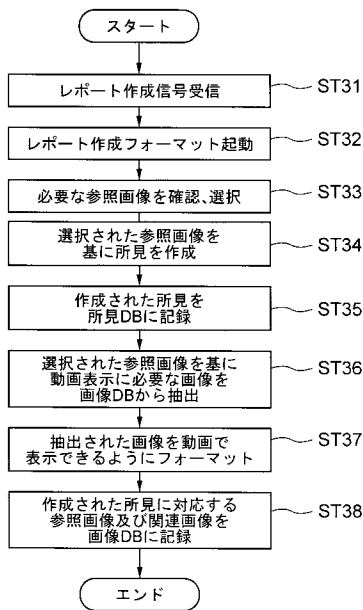 スタート
レポート作成信号受信
ST31
レポート作成フォーマット起動
ST32
必要な参照画像を確認、選択
ST33
選択された参照画像を
基に所見を作成
ST34
作成された所見を
所見DBに記録
ST35
選択された参照画像を基に
動画表示に必要な画像を
画像DBから抽出
ST36
抽出された画像を動画で
表示できるようにフォーマット
ST37
作成された所見に対応する
参照画像及び関連画像を
画像DBに記録
ST38
エンド